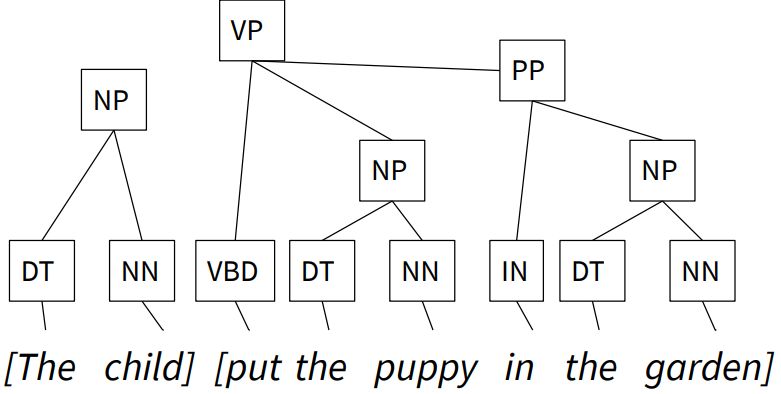 VP
PP
NP
NP NP
DT NN VBD DT NN IN DT NN
[The child] [put the puppy in the garden]